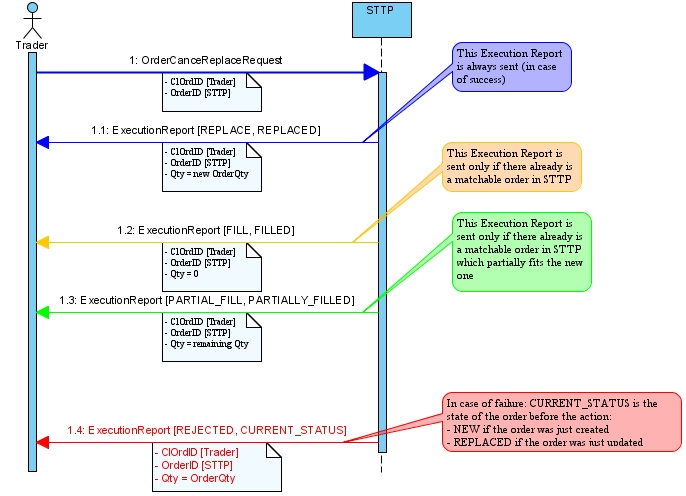 Trader
STTP
1: OrderCanceReplaceRequest
- ClOrdID [Trader]
- OrderID [STTP]
This Execution Report
is always sent (in case
of success)
1.1: ExecutionReport [REPLACE, REPLACED]
- ClOrdID [Trader]
- OrderID [STTP]
- Qty = new OrderQty
This Execution Report is
sent only if there already is
a matchable order in STTP
1.2: ExecutionReport [FILL, FILLED]
- ClOrdID [Trader]
- OrderID [STTP]
- Qty = 0
This Execution Report is
sent only if there already is
a matchable order in STTP
which partially fits the new
one
1.3: ExecutionReport [PARTIAL_FILL, PARTIALLY_FILLED]
- ClOrdID [Trader]
- OrderID [STTP]
- Qty = remaining Qty
In case of failure: CURRENT_STATUS is the
state of the order before the action:
- NEW if the order was just created
- REPLACED if the order was just updated
1.4: ExecutionReport [REJECTED, CURRENT_STATUS]
- ClOrdID [Trader]
- OrderID [STTP]
- Qty = OrderQty